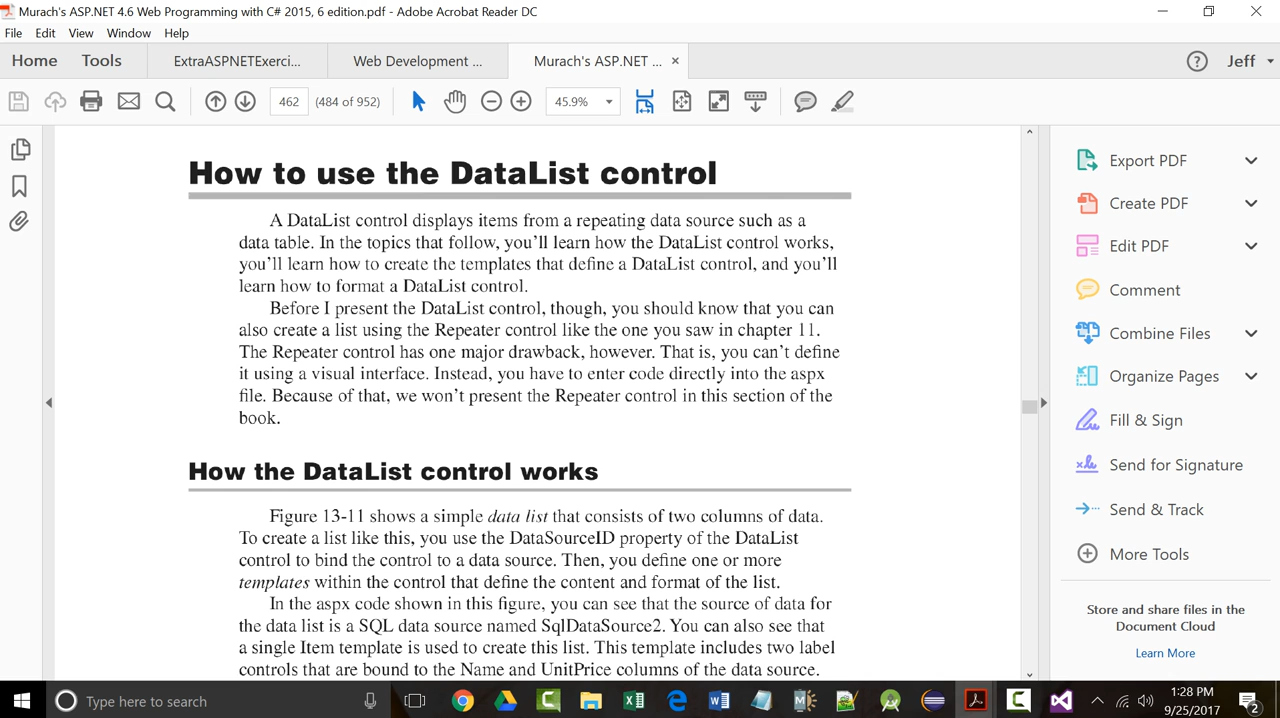 Murach's ASP.NET 4.6 Web Programming with C# 2015, 6 edition.pdf - Adobe Acrobat Reader DC
File Edit View Window Help
Home Tools ExtraASPNETExerci... Web Development ... Murach's ASP.NET ... × Jeff
462 (484 of 952) 45.9%
How to use the DataList control
A DataList control displays items from a repeating data source such as a
data table. In the topics that follow, you'll learn how the DataList control works,
you'll learn how to create the templates that define a DataList control, and you'll
learn how to format a DataList control.
Before I present the DataList control, though, you should know that you can
also create a list using the Repeater control like the one you saw in chapter 11.
The Repeater control has one major drawback, however. That is, you can't define
it using a visual interface. Instead, you have to enter code directly into the aspx
file. Because of that, we won't present the Repeater control in this section of the
book.
How the DataList control works
Figure 13-11 shows a simple data list that consists of two columns of data.
To create a list like this, you use the DataSourceID property of the DataList
control to bind the control to a data source. Then, you define one or more
templates within the control that define the content and format of the list.
In the aspx code shown in this figure, you can see that the source of data for
the data list is a SQL data source named SqlDataSource2. You can also see that
a single Item template is used to create this list. This template includes two label
controls that are bound to the Name and UnitPrice columns of the data source.
Export PDF
Create PDF
Edit PDF
Comment
Combine Files
Organize Pages
Fill & Sign
Send for Signature
Send & Track
More Tools
Store and share files in the
Document Cloud
Learn More
Type here to search
1:28 PM
9/25/2017
2